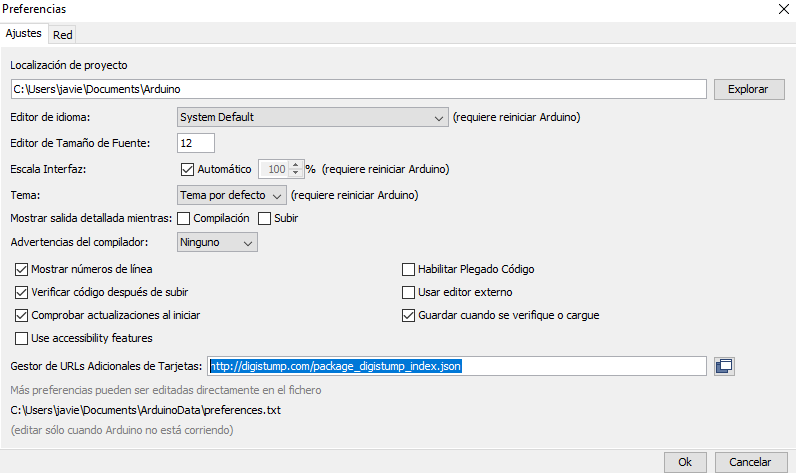 Preferencias
Ajustes Red
Localización de proyecto
C:\Users\javie\Documents\Arduino Explorar
Editor de idioma: System Default (requiere reiniciar Arduino)
Editor de Tamaño de Fuente: 12
Escala Interfaz: Automático 100 % (requiere reiniciar Arduino)
Tema: Tema por defecto (requiere reiniciar Arduino)
Mostrar salida detallada mientras: Compilación Subir
Advertencias del compilador: Ninguno
Mostrar números de línea Habilitar Plegado Código
Verificar código después de subir Usar editor externo
Comprobar actualizaciones al iniciar Guardar cuando se verifique o cargue
Use accessibility features
Gestor de URLs Adicionales de Tarjetas: http://digistump.com/package_digistump_index.json
Más preferencias pueden ser editadas directamente en el fichero
C:\Users\javie\Documents\ArduinoData\preferences.txt
(editar sólo cuando Arduino no está corriendo)
Ok Cancelar